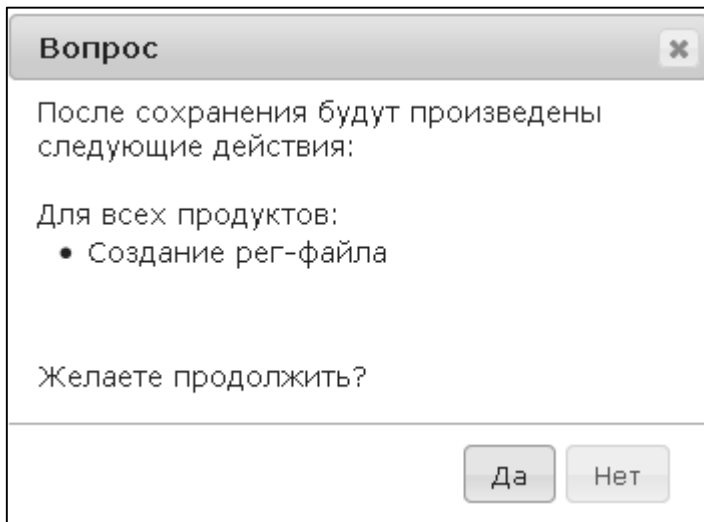 Вопрос
После сохранения будут произведены
следующие действия:
Для всех продуктов:
• Создание рег-файла
Желаете продолжить?
Да
Нет